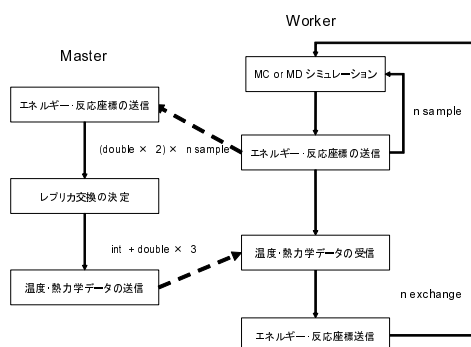 Worker
Master
MC or MD シミュレーション
エネルギー・反応座標の送信
n sample
(double × 2) × n sample
エネルギー・反応座標の送信
レプリカ交換の決定
int + double × 3
温度・熱力学データの受信
温度・熱力学データの送信
n exchange
エネルギー・反応座標送信